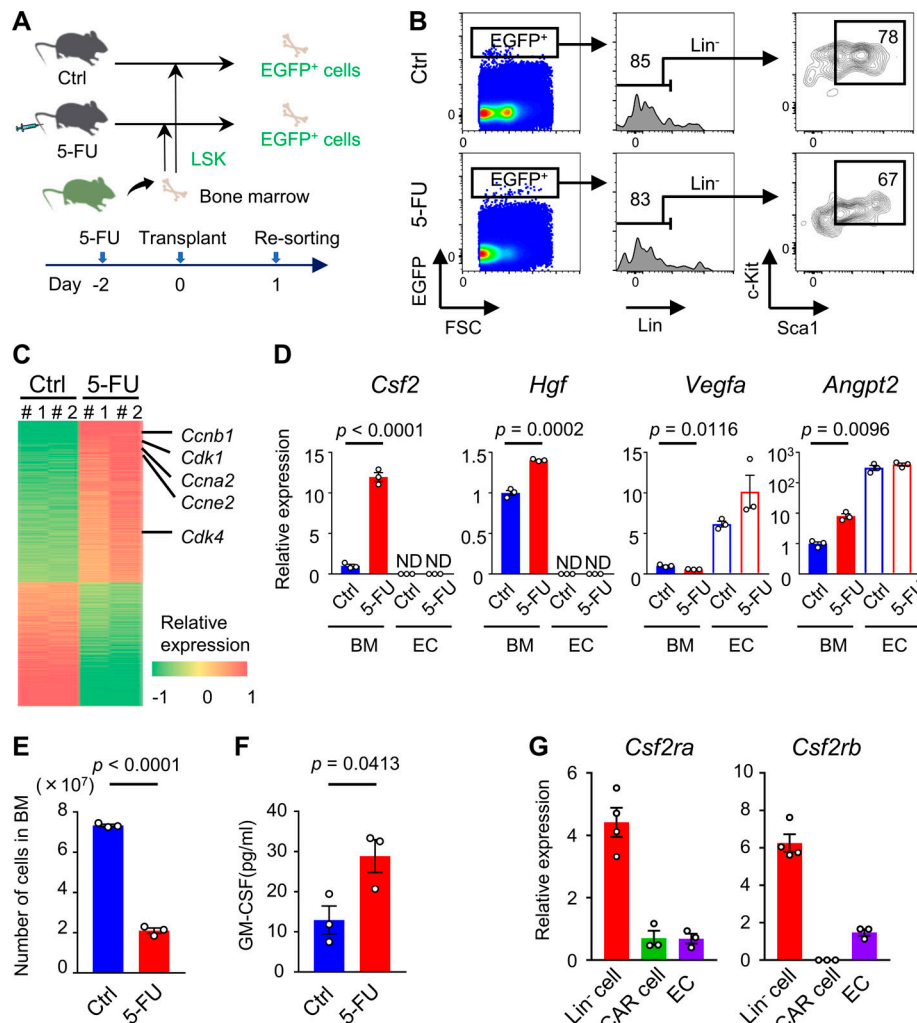 A
Ctrl
EGFP⁺ cells
5-FU
EGFP⁺ cells
LSK
Bone marrow
5-FU Transplant Re-sorting
Day -2 0 1
B
Ctrl
EGFP⁺
85
Lin⁻
78
0
0
0
0
5-FU
EGFP⁺
83
Lin⁻
67
0
0
0
0
EGFP
FSC
Lin
c-Kit
Sca1
C
Ctrl 5-FU
# 1 # 2 # 1 # 2
Ccnb1
Cdk1
Ccna2
Ccne2
Cdk4
Relative
expression
-1 0 1
D
Relative expression
Csf2
p < 0.0001
15
10
5
0
ND ND
Ctrl 5-FU Ctrl 5-FU
BM EC
Hgf
p = 0.0002
1.5
1
0.5
0
ND ND
Ctrl 5-FU Ctrl 5-FU
BM EC
Vegfa
p = 0.0116
15
10
5
0
Ctrl 5-FU Ctrl 5-FU
BM EC
Angpt2
p = 0.0096
10³
10²
10
1
0
Ctrl 5-FU Ctrl 5-FU
BM EC
E
p < 0.0001
(×10⁷)
Number of cells in BM
8
6
4
2
0
Ctrl 5-FU
F
p = 0.0413
GM-CSF(pg/ml)
40
30
20
10
0
Ctrl 5-FU
G
Relative expression
Csf2ra
6
4
2
0
Lin⁻ cell CAR cell EC
Csf2rb
10
8
6
4
2
0
Lin⁻ cell CAR cell EC